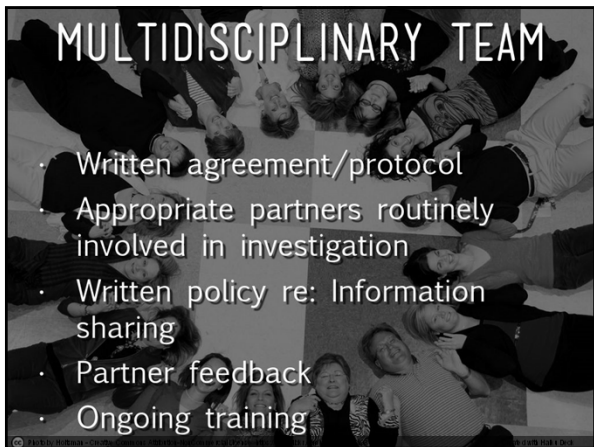 MULTIDISCIPLINARY TEAM
· Written agreement/protocol
· Appropriate partners routinely
involved in investigation
· Written policy re: Information
sharing
· Partner feedback
· Ongoing training